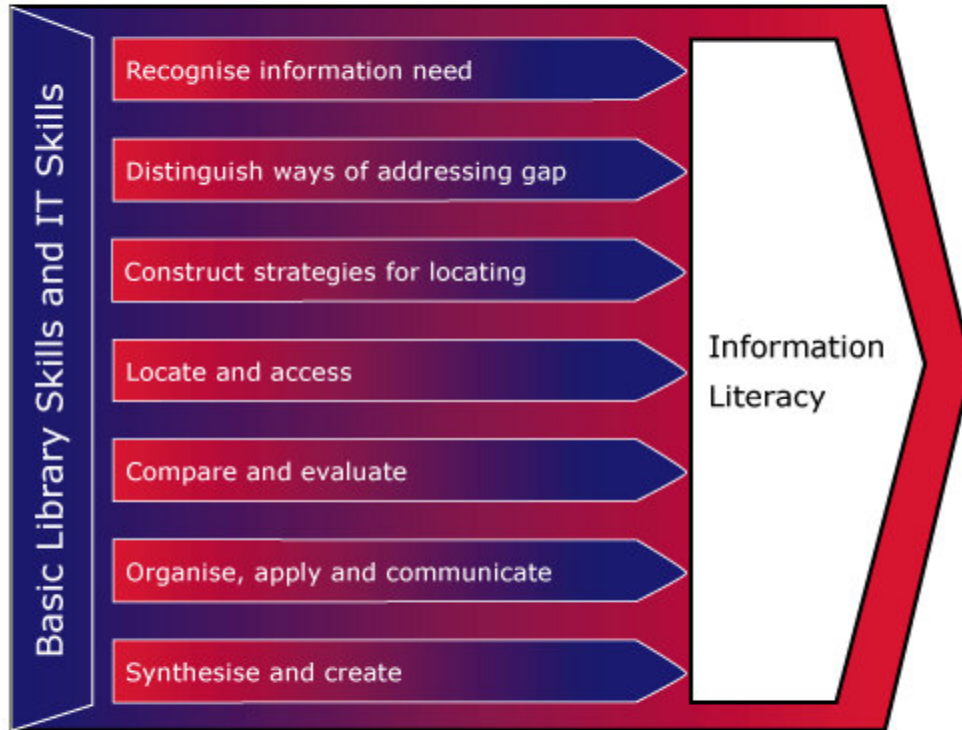 Basic Library Skills and IT Skills
Recognise information need
Distinguish ways of addressing gap
Construct strategies for locating
Locate and access
Compare and evaluate
Organise, apply and communicate
Synthesise and create
Information
Literacy